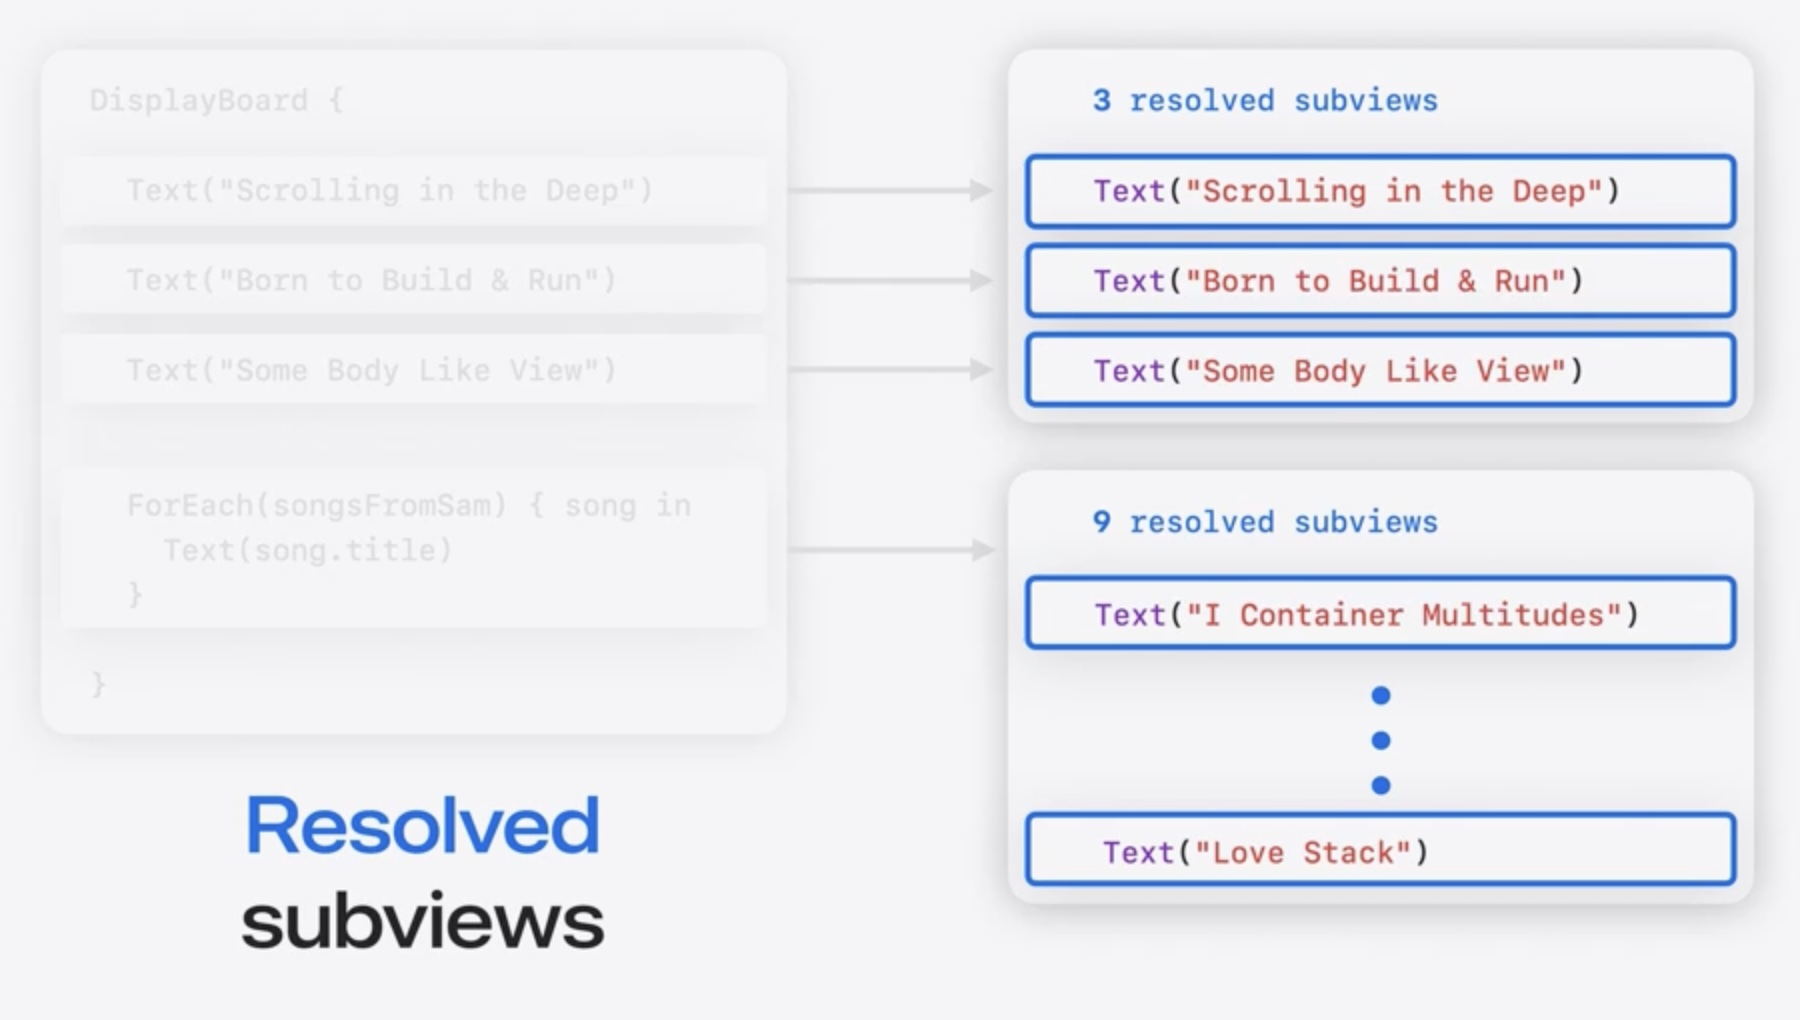 DisplayBoard {
Text("Scrolling in the Deep")
Text("Born to Build & Run")
Text("Some Body Like View")
ForEach(songsFromSam) { song in
Text(song.title)
}
}
Resolved
subviews
3 resolved subviews
Text("Scrolling in the Deep")
Text("Born to Build & Run")
Text("Some Body Like View")
9 resolved subviews
Text("I Container Multitudes")
Text("Love Stack")